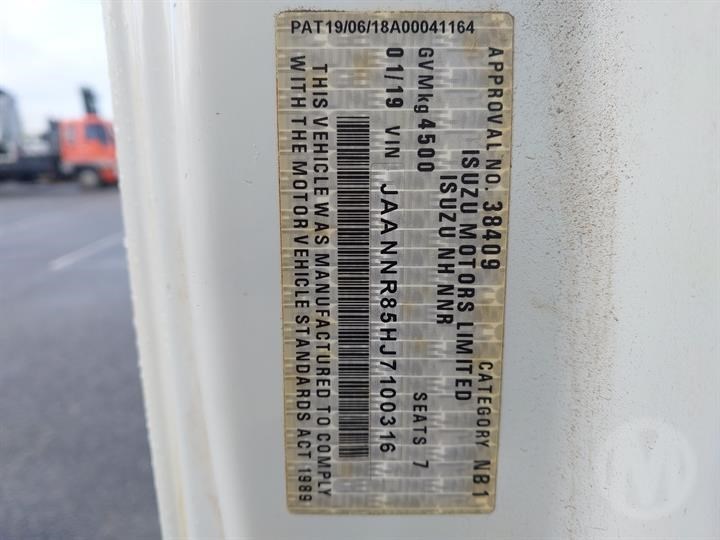 PAT19/06/18A00041164
APPROVAL NO. 38409 CATEGORY NB1
ISUZU MOTORS LIMITED
ISUZU NH NNR
GVMkg 4500 SEATS 7
01/19 VIN JAANNR85HJ7100316
THIS VEHICLE WAS MANUFACTURED TO COMPLY
WITH THE MOTOR VEHICLE STANDARDS ACT 1989
M